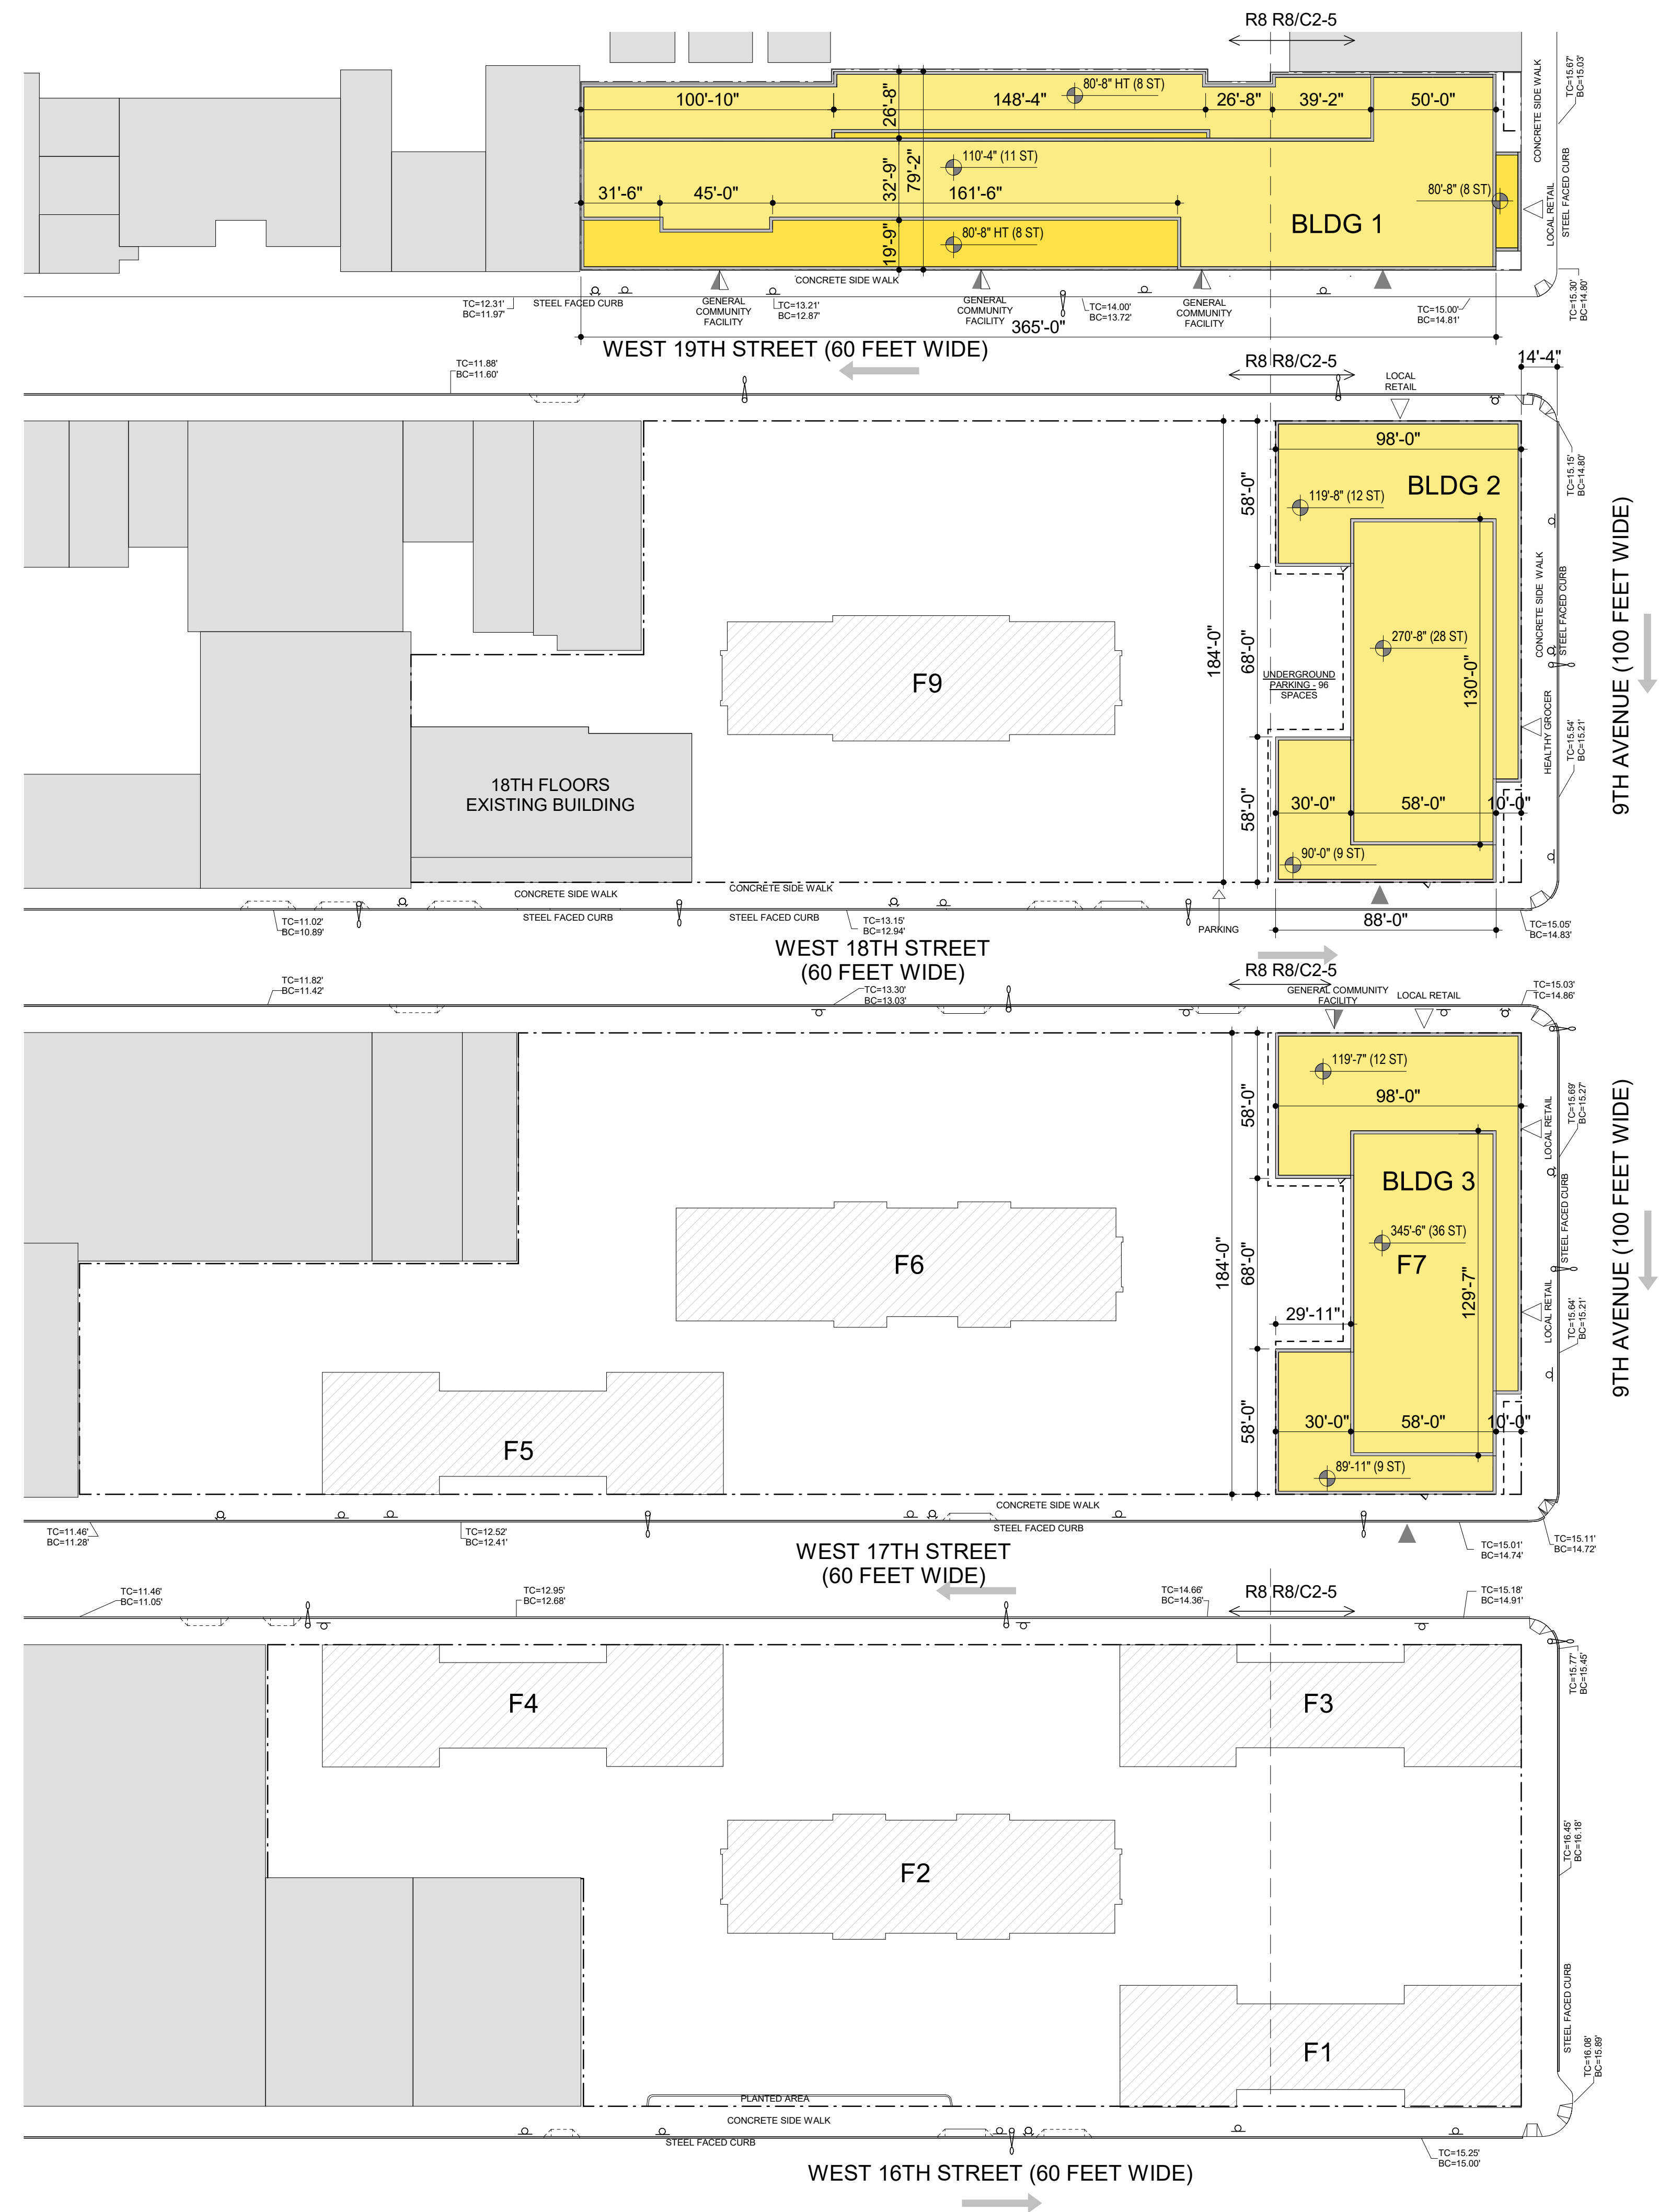 R8 R8/C2-5
80'-8" HT (8 ST)
100'-10"
148'-4"
26'-8"
39'-2"
50'-0"
26'-8"
CONCRETE SIDE WALK
TC=15.67'
BC=15.03'
110'-4" (11 ST)
32'-9"
79'-2"
31'-6"
45'-0"
161'-6"
80'-8" (8 ST)
BLDG 1
LOCAL RETAIL
STEEL FACED CURB
80'-8" HT (8 ST)
19'-9"
CONCRETE SIDE WALK
TC=12.31'
BC=11.97'
STEEL FACED CURB
GENERAL
COMMUNITY
FACILITY
TC=13.21'
BC=12.87'
GENERAL
COMMUNITY
FACILITY
TC=14.00'
BC=13.72'
GENERAL
COMMUNITY
FACILITY
TC=15.00'
BC=14.81'
TC=15.30'
BC=14.80'
365'-0"
WEST 19TH STREET (60 FEET WIDE)
TC=11.88'
BC=11.60'
R8 R8/C2-5
14'-4"
LOCAL
RETAIL
98'-0"
BLDG 2
TC=15.15'
BC=14.80'
58'-0"
119'-8" (12 ST)
9TH AVENUE (100 FEET WIDE)
CONCRETE SIDE WALK
STEEL FACED CURB
184'-0"
68'-0"
270'-8" (28 ST)
130'-0"
UNDERGROUND
PARKING - 96
SPACES
F9
HEALTHY GROCER
TC=15.54'
BC=15.21'
18TH FLOORS
EXISTING BUILDING
58'-0"
30'-0"
58'-0"
10'-0"
90'-0" (9 ST)
CONCRETE SIDE WALK
CONCRETE SIDE WALK
TC=11.02'
BC=10.89'
STEEL FACED CURB
STEEL FACED CURB
TC=13.15'
BC=12.94'
PARKING
88'-0"
TC=15.05'
BC=14.83'
WEST 18TH STREET
(60 FEET WIDE)
R8 R8/C2-5
TC=11.82'
BC=11.42'
TC=13.30'
BC=13.03'
GENERAL COMMUNITY
FACILITY
LOCAL RETAIL
TC=15.03'
TC=14.86'
119'-7" (12 ST)
58'-0"
98'-0"
LOCAL RETAIL
TC=15.69'
BC=15.27'
BLDG 3
STEEL FACED CURB
9TH AVENUE (100 FEET WIDE)
184'-0"
68'-0"
345'-6" (36 ST)
F7
129'-7"
F6
29'-11"
LOCAL RETAIL
TC=15.64'
BC=15.21'
F5
58'-0"
30'-0"
58'-0"
10'-0"
89'-11" (9 ST)
CONCRETE SIDE WALK
STEEL FACED CURB
TC=11.46'
BC=11.28'
TC=12.52'
BC=12.41'
TC=15.01'
BC=14.74'
TC=15.11'
BC=14.72'
WEST 17TH STREET
(60 FEET WIDE)
TC=11.46'
BC=11.05'
TC=12.95'
BC=12.68'
TC=14.66'
BC=14.36'
R8 R8/C2-5
TC=15.18'
BC=14.91'
TC=15.77'
BC=15.45'
F4
F3
F2
TC=16.45'
BC=16.18'
STEEL FACED CURB
F1
TC=16.08'
BC=15.89'
PLANTED AREA
CONCRETE SIDE WALK
STEEL FACED CURB
TC=15.25'
BC=15.00'
WEST 16TH STREET (60 FEET WIDE)